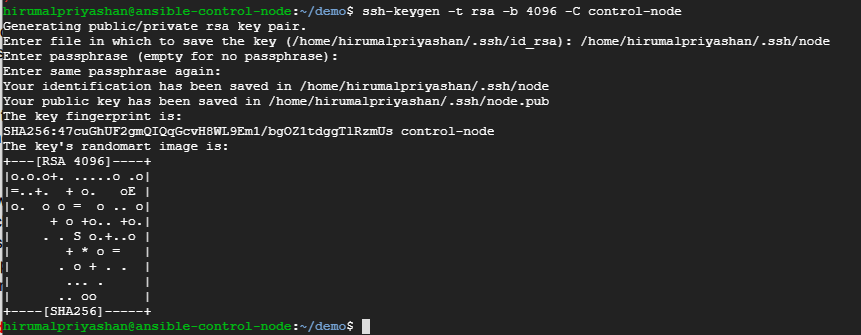 hirumalpriyashan@ansible-control-node:~/demo$ ssh-keygen -t rsa -b 4096 -C control-node
Generating public/private rsa key pair.
Enter file in which to save the key (/home/hirumalpriyashan/.ssh/id_rsa): /home/hirumalpriyashan/.ssh/node
Enter passphrase (empty for no passphrase):
Enter same passphrase again:
Your identification has been saved in /home/hirumalpriyashan/.ssh/node
Your public key has been saved in /home/hirumalpriyashan/.ssh/node.pub
The key fingerprint is:
SHA256:47cuGhUF2gmQIQqGcvH8WL9Em1/bgOZ1tdggTlRzmUs control-node
The key's randomart image is:
+---[RSA 4096]----+
|o.o.o+. .....o .o|
|=..+.  + o.   oE |
|o.  o o =  o .. o|
|     + o +o.. +o.|
|    . . S o.+..o |
|       + * o =   |
|      . o + . .  |
|       ... .     |
|      .. oo      |
+----[SHA256]-----+
hirumalpriyashan@ansible-control-node:~/demo$